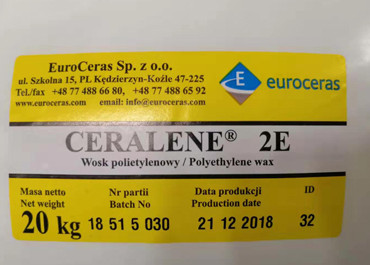 EuroCeras Sp. z o.o.
ul. Szkolna 15, PL Kędzierzyn-Koźle 47-225
Tel./fax +48 77 488 66 80, +48 77 488 65 92
www.euroceras.com email: info@euroceras.com
E euroceras
CERALENE® 2E
Wosk polietylenowy / Polyethylene wax
Masa netto Nr partii Data produkcji ID
Net weight Batch No Production date
20 kg 18 51 5 030 21 12 2018 32